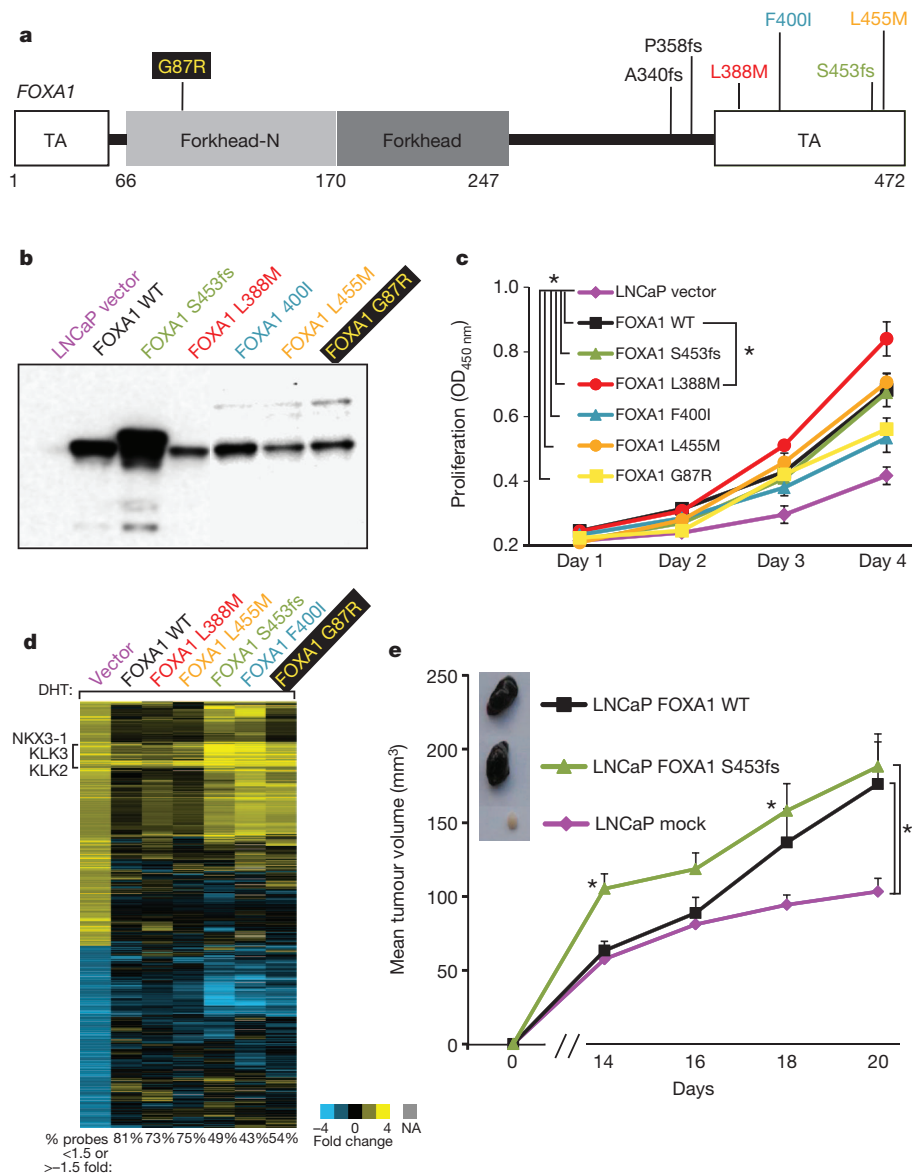 a
FOXA1
G87R
A340fs
P358fs
L388M
F400I
S453fs
L455M
TA
Forkhead-N
Forkhead
TA
1
66
170
247
472
b
LNCaP vector
FOXA1 WT
FOXA1 S453fs
FOXA1 L388M
FOXA1 400I
FOXA1 L455M
FOXA1 G87R
c
Proliferation (OD450 nm)
1.0
0.8
0.6
0.4
0.2
*
LNCaP vector
FOXA1 WT
FOXA1 S453fs
FOXA1 L388M
FOXA1 F400I
FOXA1 L455M
FOXA1 G87R
*
Day 1
Day 2
Day 3
Day 4
d
Vector
FOXA1 WT
FOXA1 L388M
FOXA1 L455M
FOXA1 S453fs
FOXA1 F400I
FOXA1 G87R
DHT:
NKX3-1
KLK3
KLK2
% probes 81% 73% 75% 49% 43% 54%
<1.5 or
>–1.5 fold:
–4 0 4 NA
Fold change
e
Mean tumour volume (mm3)
250
200
150
100
50
0
LNCaP FOXA1 WT
LNCaP FOXA1 S453fs
LNCaP mock
*
*
*
0
14
16
18
20
Days